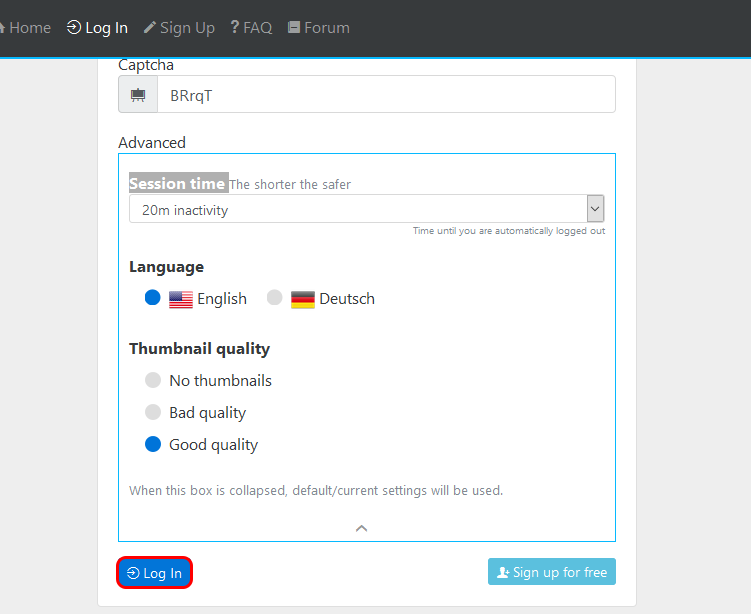 Home Log In Sign Up ? FAQ Forum
Captcha
BRrqT
Advanced
Session time The shorter the safer
20m inactivity
Time until you are automatically logged out
Language
English Deutsch
Thumbnail quality
No thumbnails
Bad quality
Good quality
When this box is collapsed, default/current settings will be used.
Log In Sign up for free